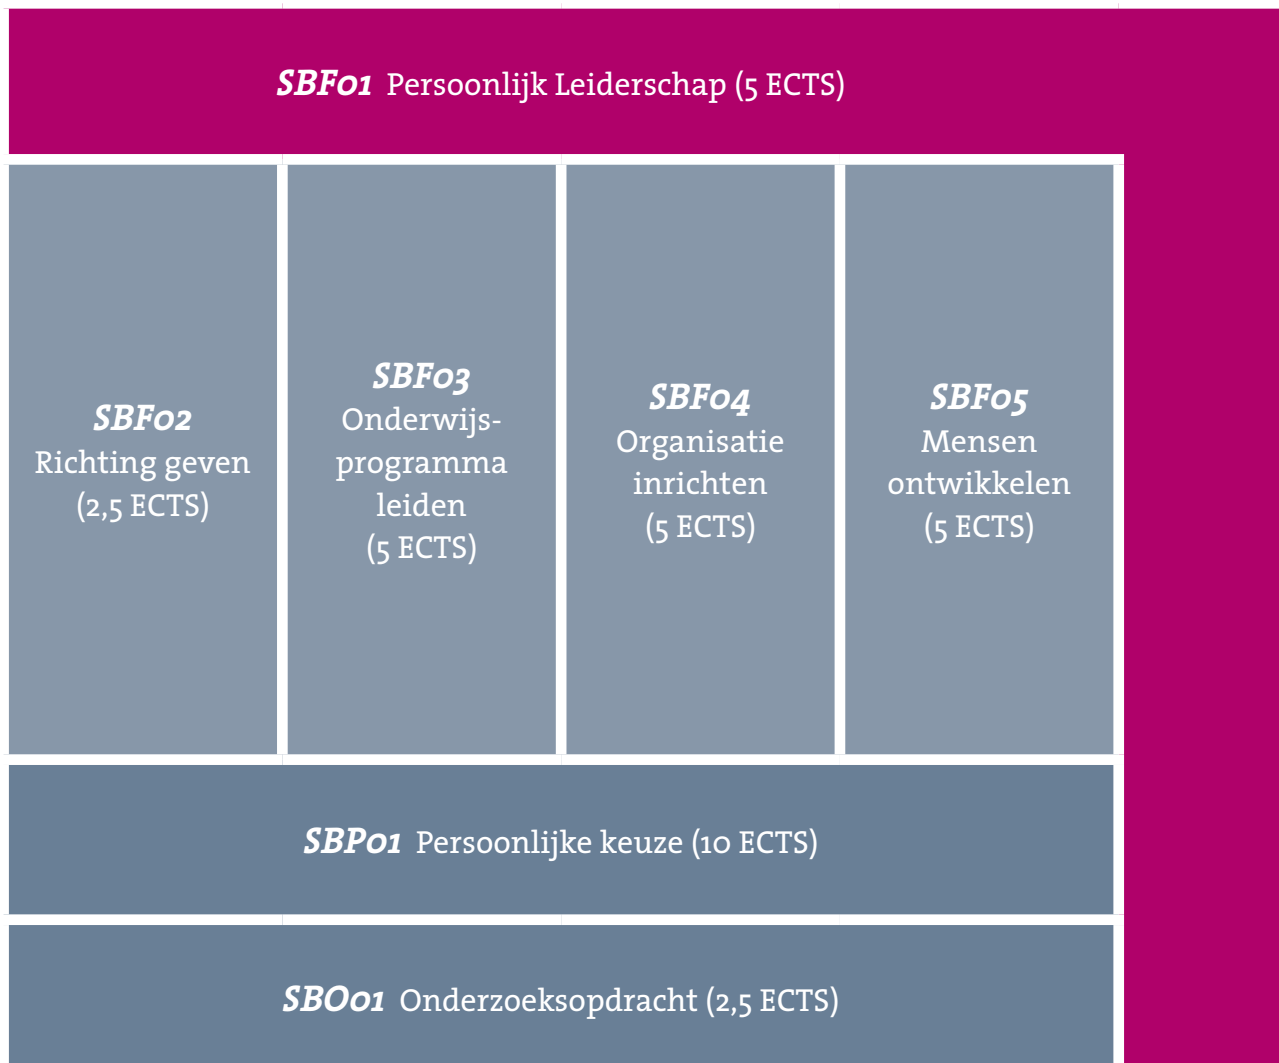 SBF01 Persoonlijk Leiderschap (5 ECTS)
SBF02
Richting geven
(2,5 ECTS)
SBF03
Onderwijs-
programma
leiden
(5 ECTS)
SBF04
Organisatie
inrichten
(5 ECTS)
SBF05
Mensen
ontwikkelen
(5 ECTS)
SBP01 Persoonlijke keuze (10 ECTS)
SBO01 Onderzoeksopdracht (2,5 ECTS)